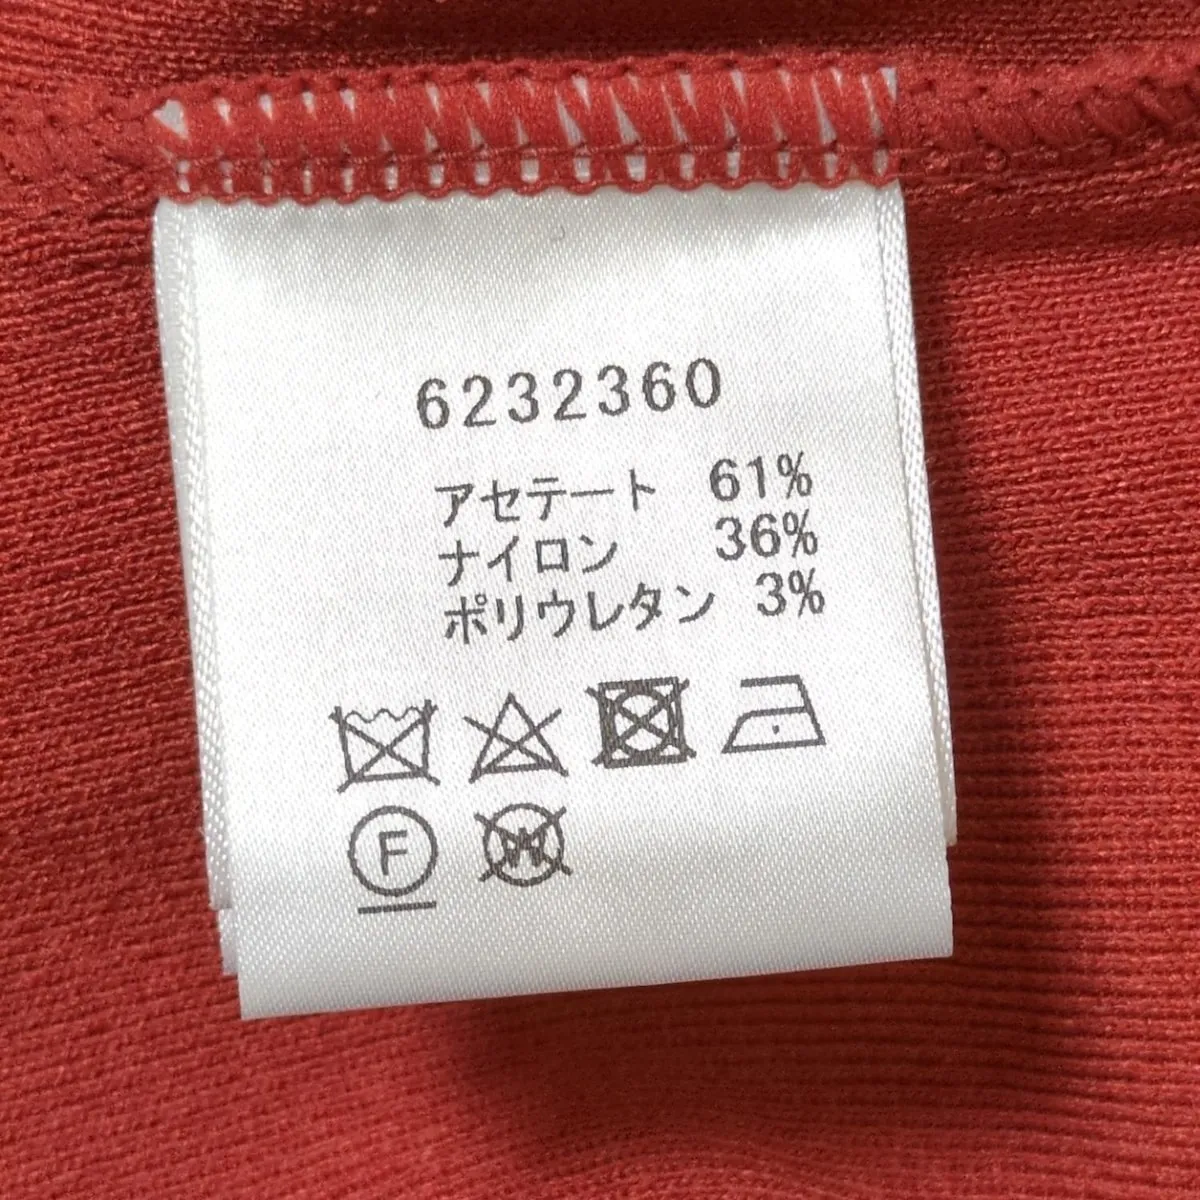 6232360
アセテート 61%
ナイロン 36%
ポリウレタン 3%
F
W